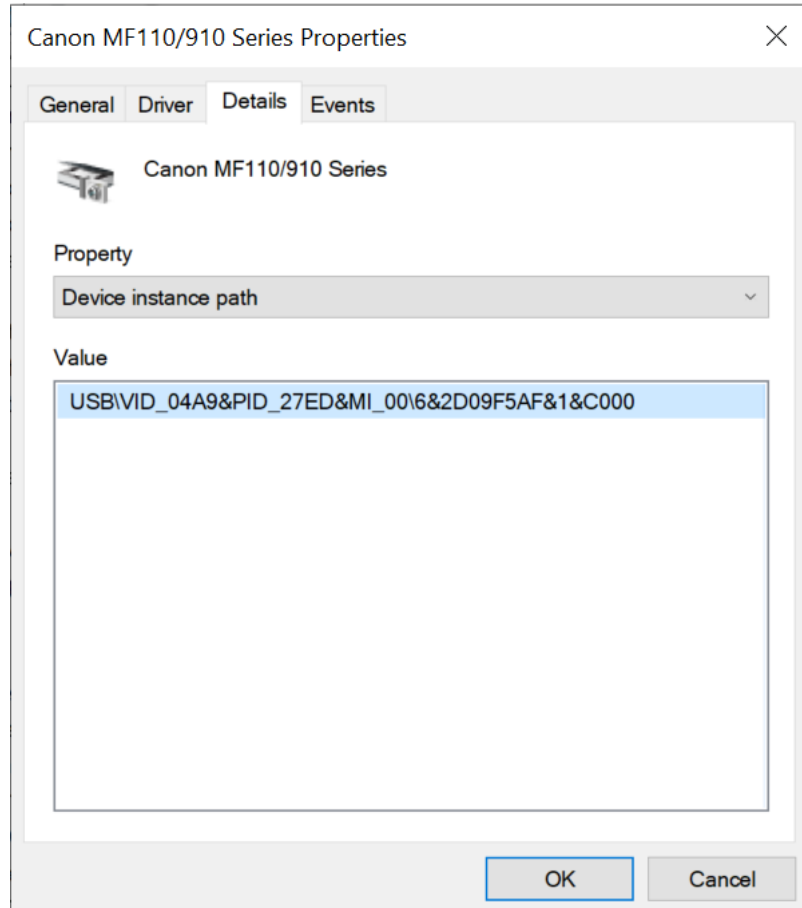 Canon MF110/910 Series Properties
General Driver Details Events
Canon MF110/910 Series
Property
Device instance path
Value
USB\VID_04A9&PID_27ED&MI_00\6&2D09F5AF&1&C000
OK Cancel